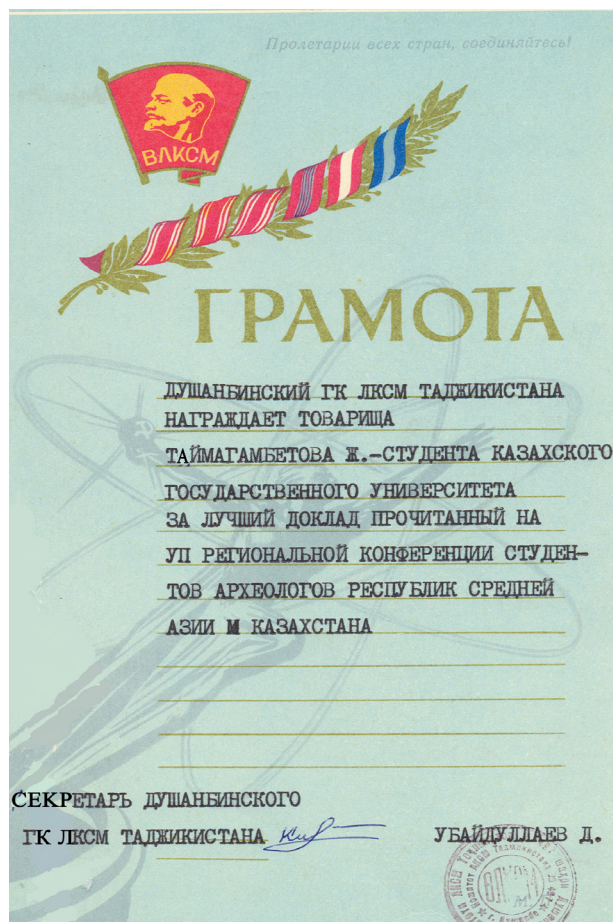 Пролетарии всех стран, соединяйтесь!
ВЛКСМ
ГРАМОТА
ДУШАНБИНСКИЙ ГК ЛКСМ ТАДЖИКИСТАНА
НАГРАЖДАЕТ ТОВАРИЩА
ТАЙМАГАМБЕТОВА Ж.-СТУДЕНТА КАЗАХСКОГО
ГОСУДАРСТВЕННОГО УНИВЕРСИТЕТА
ЗА ЛУЧШИЙ ДОКЛАД ПРОЧИТАННЫЙ НА
УП РЕГИОНАЛЬНОЙ КОНФЕРЕНЦИИ СТУДЕН-
ТОВ АРХЕОЛОГОВ РЕСПУБЛИК СРЕДНЕЙ
АЗИИ М КАЗАХСТАНА
СЕКРЕТАРЬ ДУШАНБИНСКОГО
ГК ЛКСМ ТАДЖИКИСТАНА УБАЙДУЛЛАЕВ Д.